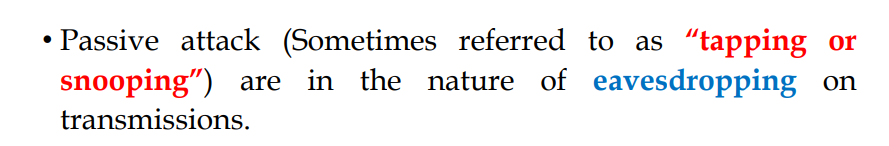 • Passive attack (Sometimes referred to as “tapping or
snooping”) are in the nature of eavesdropping on
transmissions.